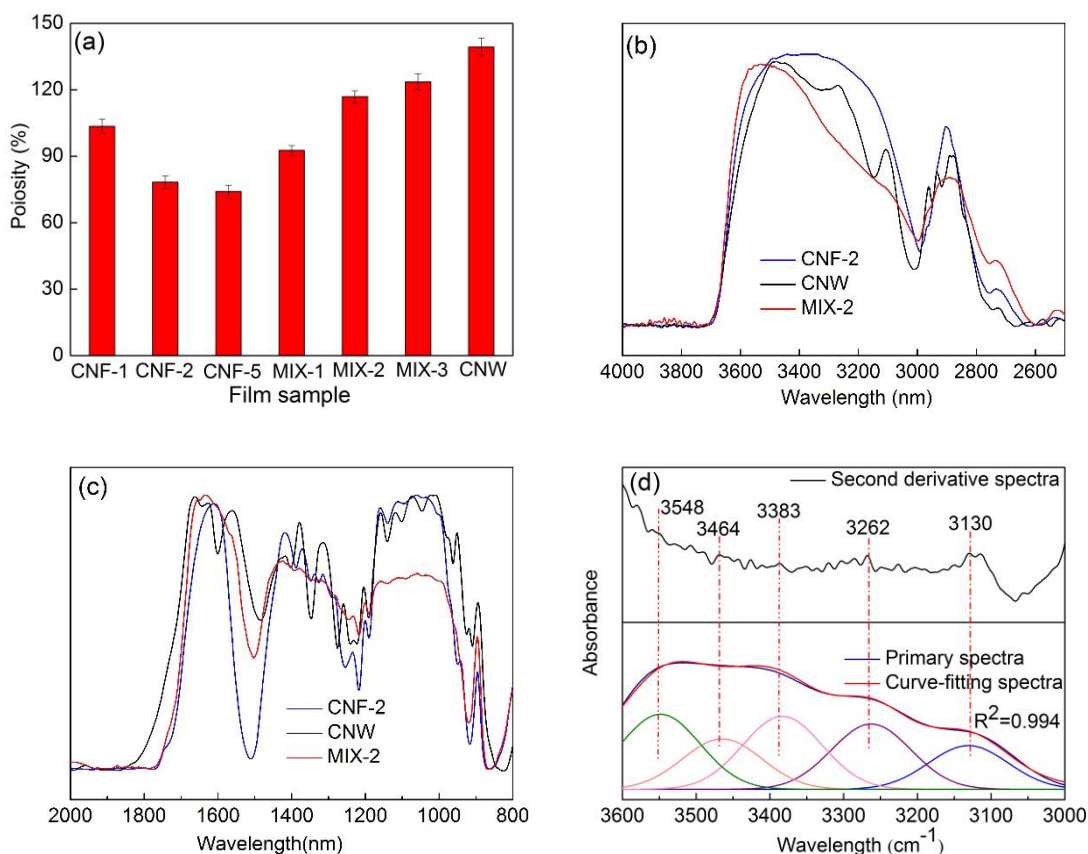 (a)
150
120
90
60
30
0
Poiosity (%)
CNF-1 CNF-2 CNF-5 MIX-1 MIX-2 MIX-3 CNW
Film sample
(b)
CNF-2
CNW
MIX-2
4000 3800 3600 3400 3200 3000 2800 2600
Wavelength (nm)
(c)
CNF-2
CNW
MIX-2
2000 1800 1600 1400 1200 1000 800
Wavelength(nm)
(d)
Second derivative spectra
3548
3464
3383
3262
3130
Absorbance
Primary spectra
Curve-fitting spectra
R²=0.994
3600 3500 3400 3300 3200 3100 3000
Wavelength (cm⁻¹)